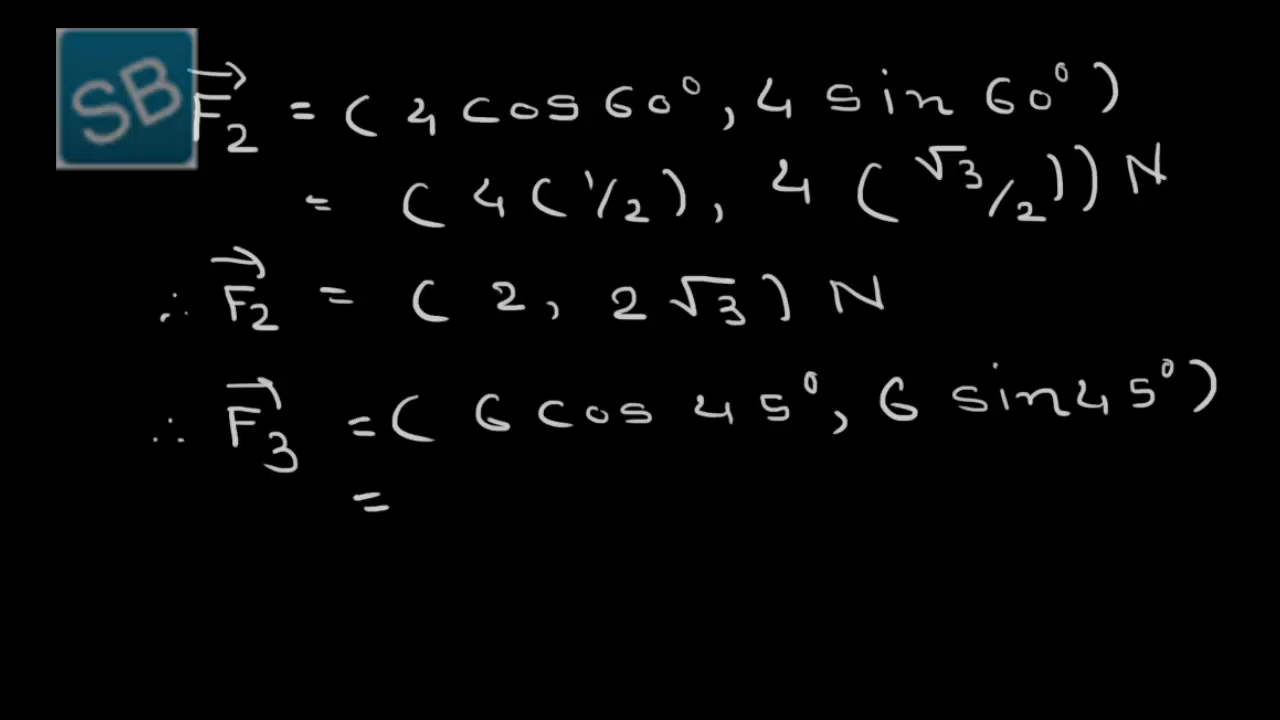 SB
F₂ = ( 4 cos 60°, 4 sin 60° )
= ( 4 ( 1/2 ), 4 ( √3/2 ) ) N
∴ F₂ = ( 2, 2 √3 ) N
∴ F₃ = ( 6 cos 45°, 6 sin 45° )
=